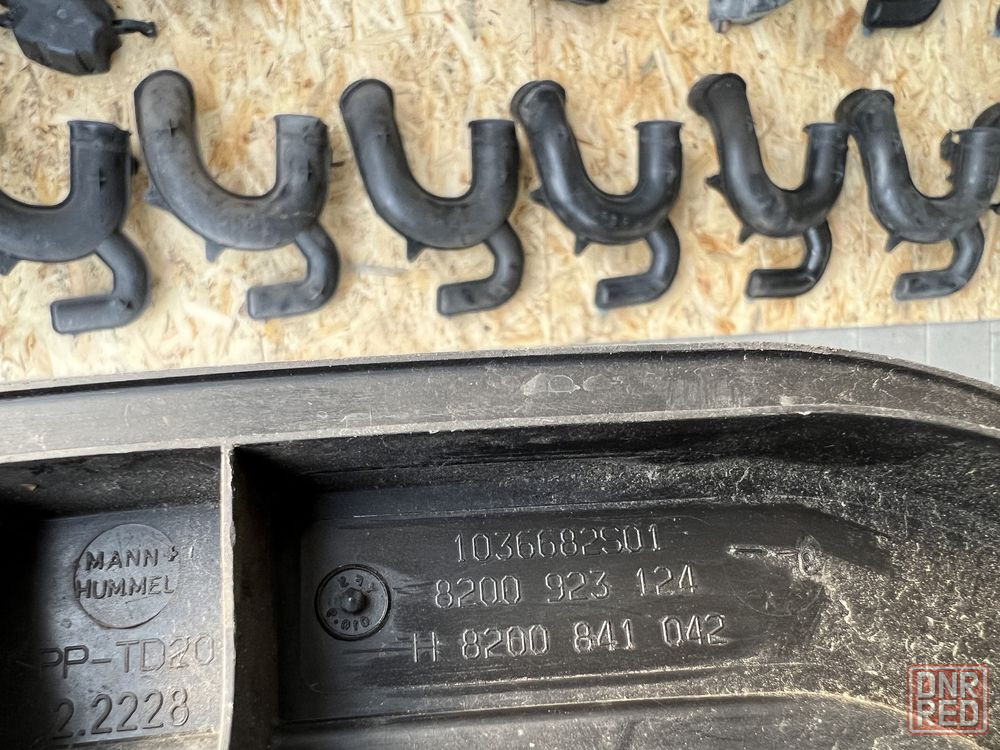 MANN+
HUMMEL
PP-TD20
2.2228
1036682S01
8200 923 124
H 8200 841 042
DNR
RED